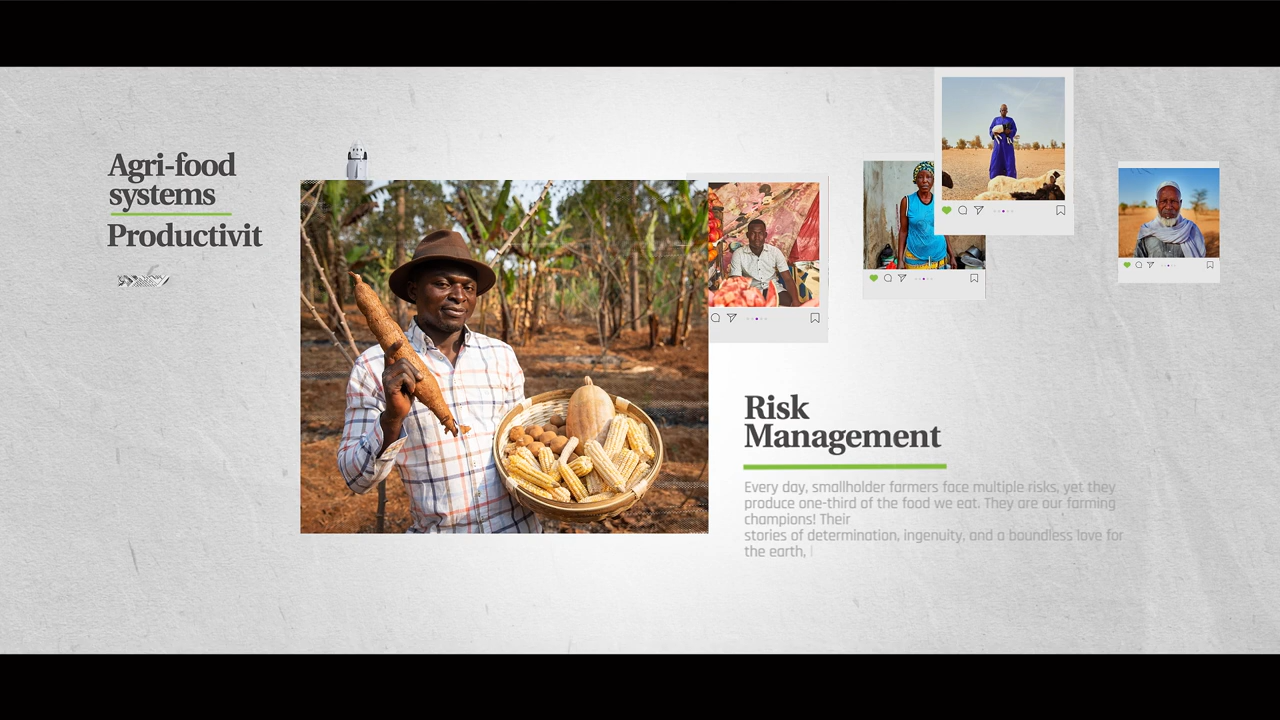 Agri-food
systems
Productivit
Risk
Management
Every day, smallholder farmers face multiple risks, yet they
produce one-third of the food we eat. They are our farming
champions! Their
stories of determination, ingenuity, and a boundless love for
the earth,